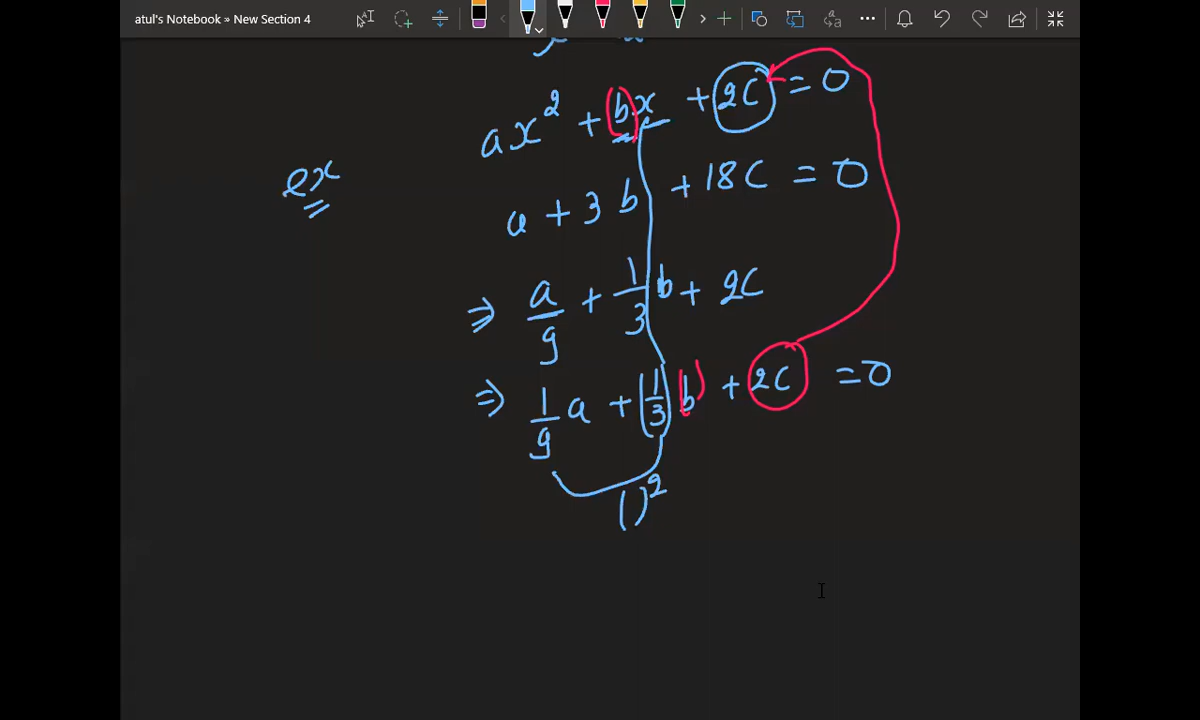 atul's Notebook » New Section 4
ax² + bx + 2C = 0
ex
a + 3b + 18C = 0
⇒ a/9 + 1/3 b + 2C
⇒ 1/9 a + (1/3) b + 2C = 0
( )²